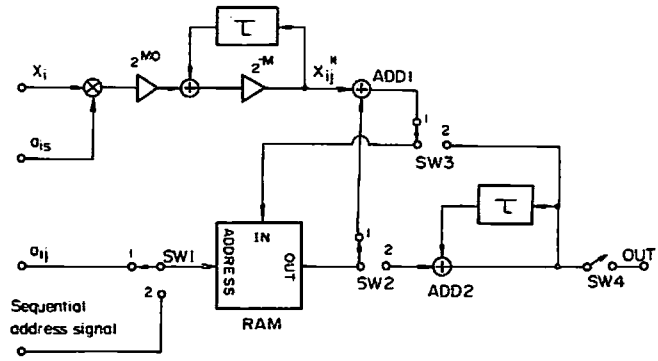 τ
2^M0
2^-M
x_i
x_ij^*
ADD1
1
2
SW3
a_is
τ
a_ij
1
SW1
2
ADDRESS
IN
OUT
RAM
1
2
SW2
ADD2
SW4
OUT
Sequential
address signal